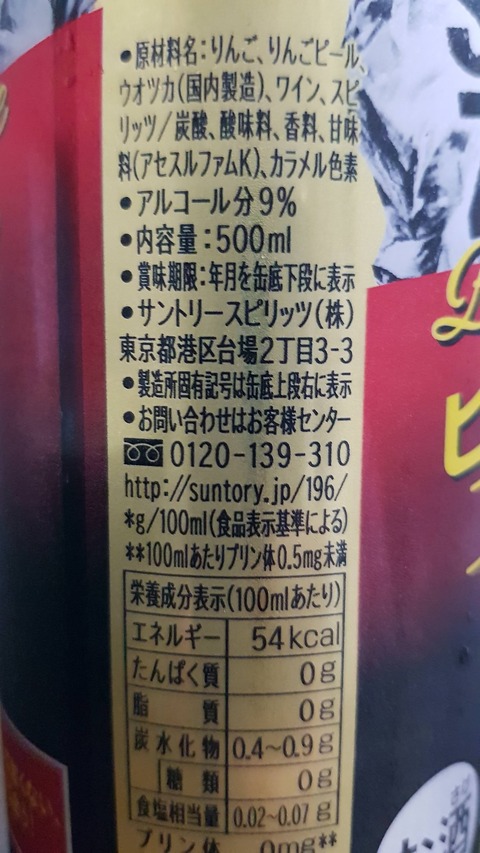 ●原材料名：りんご、りんごピール、
ウオツカ(国内製造)、ワイン、スピ
リッツ/炭酸、酸味料、香料、甘味
料(アセスルファムK)、カラメル色素
●アルコール分9%
●内容量：500ml
●賞味期限：年月を缶底下段に表示
●サントリースピリッツ(株)
東京都港区台場2丁目3-3
●製造所固有記号は缶底上段右に表示
●お問い合わせはお客様センター
0120-139-310
http://suntory.jp/196/
*g/100ml(食品表示基準による)
**100mlあたりプリン体0.5mg未満
栄養成分表示(100mlあたり)
エネルギー 54kcal
たんぱく質 0g
脂質 0g
炭水化物 0.4~0.9g
糖類 0g
食塩相当量 0.02~0.07g
プリン体 0mg**